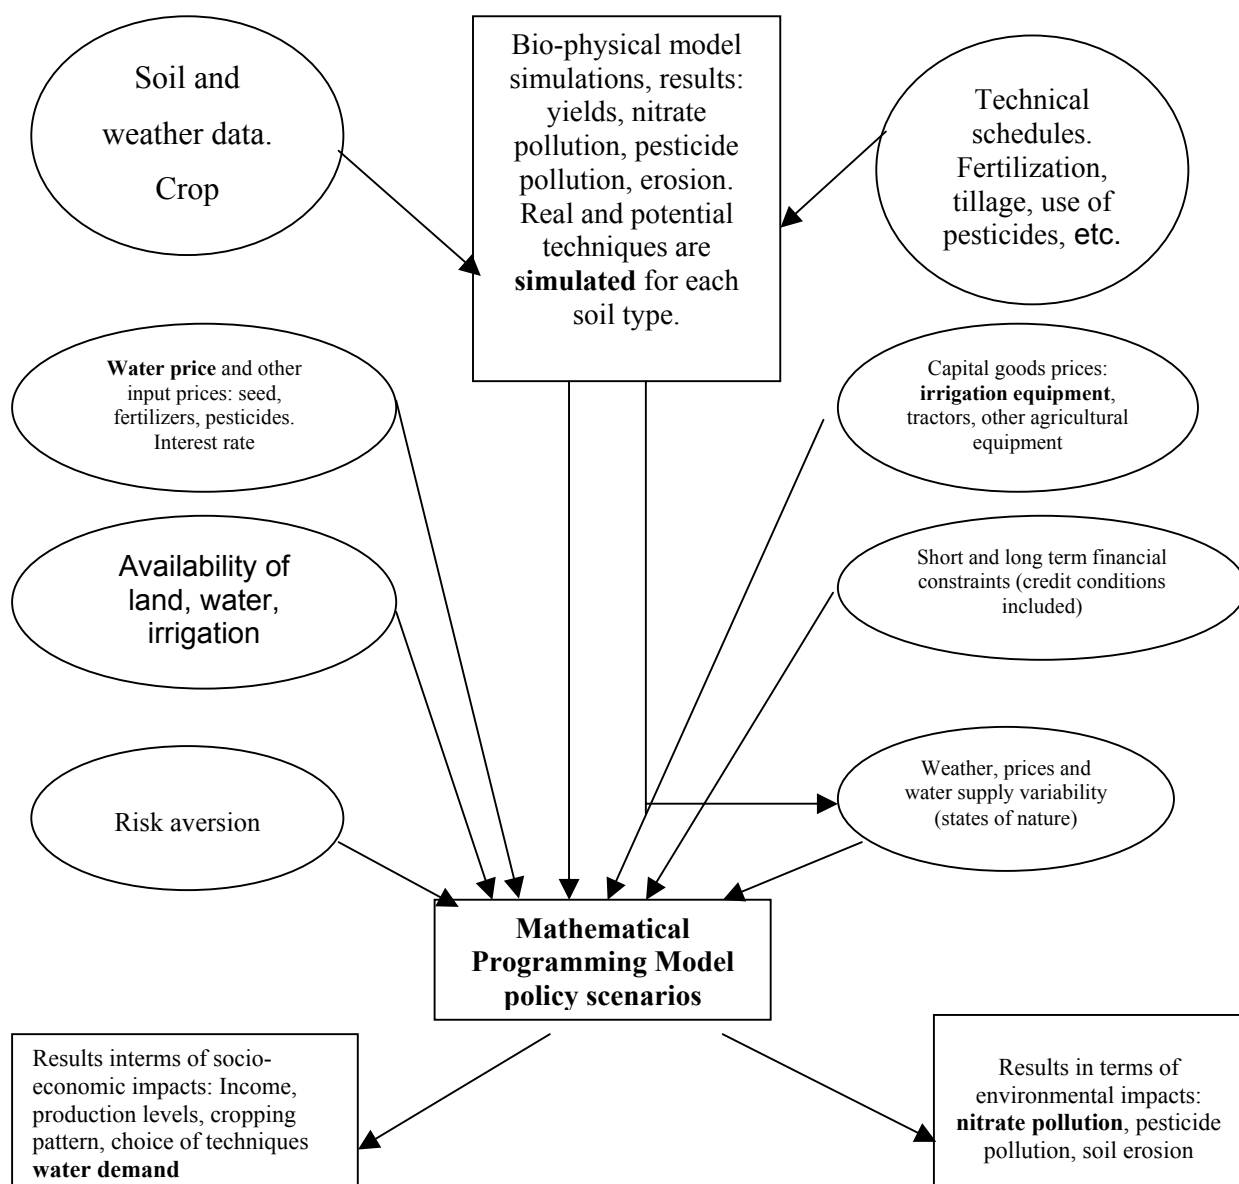 Soil and
weather data.
Crop
Bio-physical model
simulations, results:
yields, nitrate
pollution, pesticide
pollution, erosion.
Real and potential
techniques are
simulated for each
soil type.
Technical
schedules.
Fertilization,
tillage, use of
pesticides, etc.
Water price and other
input prices: seed,
fertilizers, pesticides.
Interest rate
Capital goods prices:
irrigation equipment,
tractors, other agricultural
equipment
Availability of
land, water,
irrigation
Short and long term financial
constraints (credit conditions
included)
Risk aversion
Weather, prices and
water supply variability
(states of nature)
Mathematical
Programming Model
policy scenarios
Results interms of socio-
economic impacts: Income,
production levels, cropping
pattern, choice of techniques
water demand
Results in terms of
environmental impacts:
nitrate pollution, pesticide
pollution, soil erosion